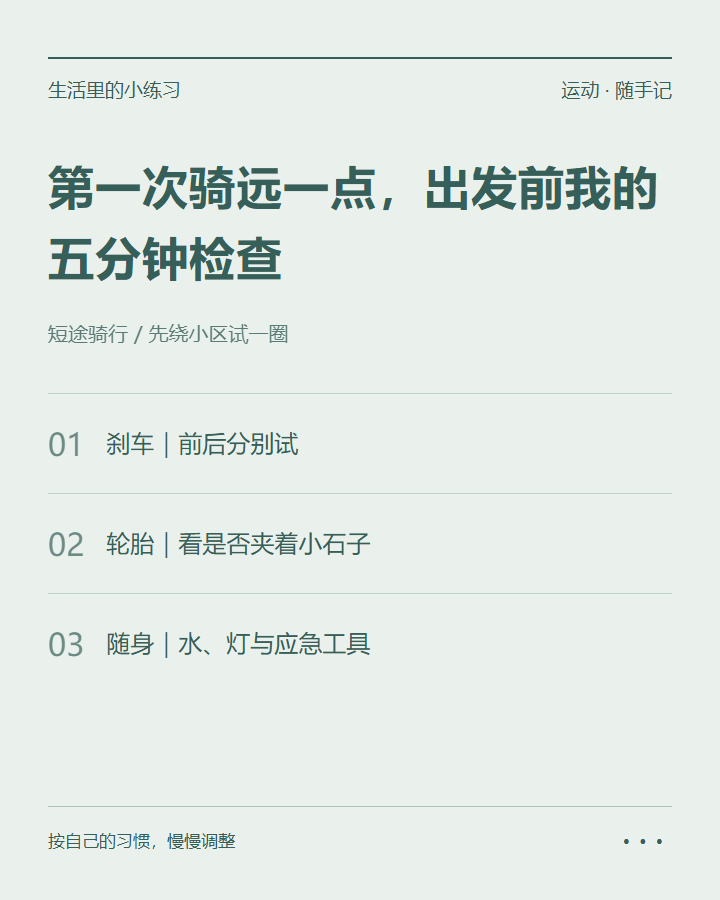 生活里的小练习
运动 · 随手记
第一次骑远一点，出发前我的
五分钟检查
短途骑行 / 先绕小区试一圈
01 刹车｜前后分别试
02 轮胎｜看是否夹着小石子
03 随身｜水、灯与应急工具
按自己的习惯，慢慢调整